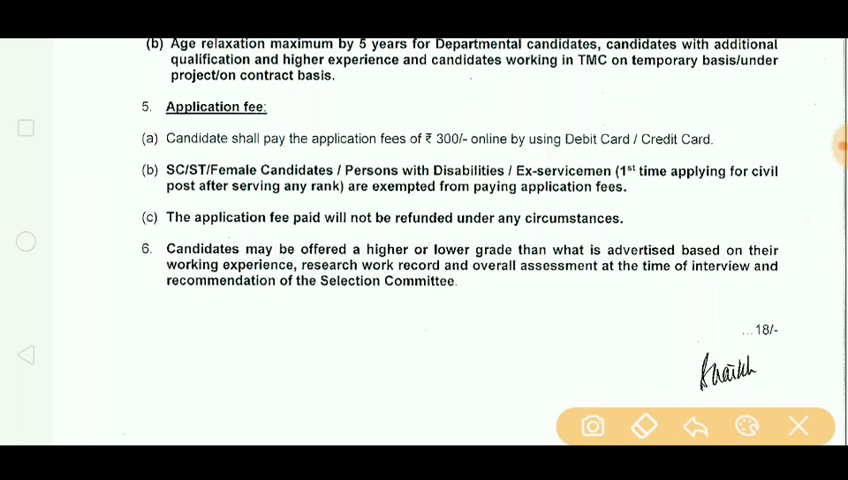 (b) Age relaxation maximum by 5 years for Departmental candidates, candidates with additional
qualification and higher experience and candidates working in TMC on temporary basis/under
project/on contract basis.
5. Application fee:
(a) Candidate shall pay the application fees of ₹ 300/- online by using Debit Card / Credit Card.
(b) SC/ST/Female Candidates / Persons with Disabilities / Ex-servicemen (1st time applying for civil
post after serving any rank) are exempted from paying application fees.
(c) The application fee paid will not be refunded under any circumstances.
6. Candidates may be offered a higher or lower grade than what is advertised based on their
working experience, research work record and overall assessment at the time of interview and
recommendation of the Selection Committee.
...18/-
Shaikh